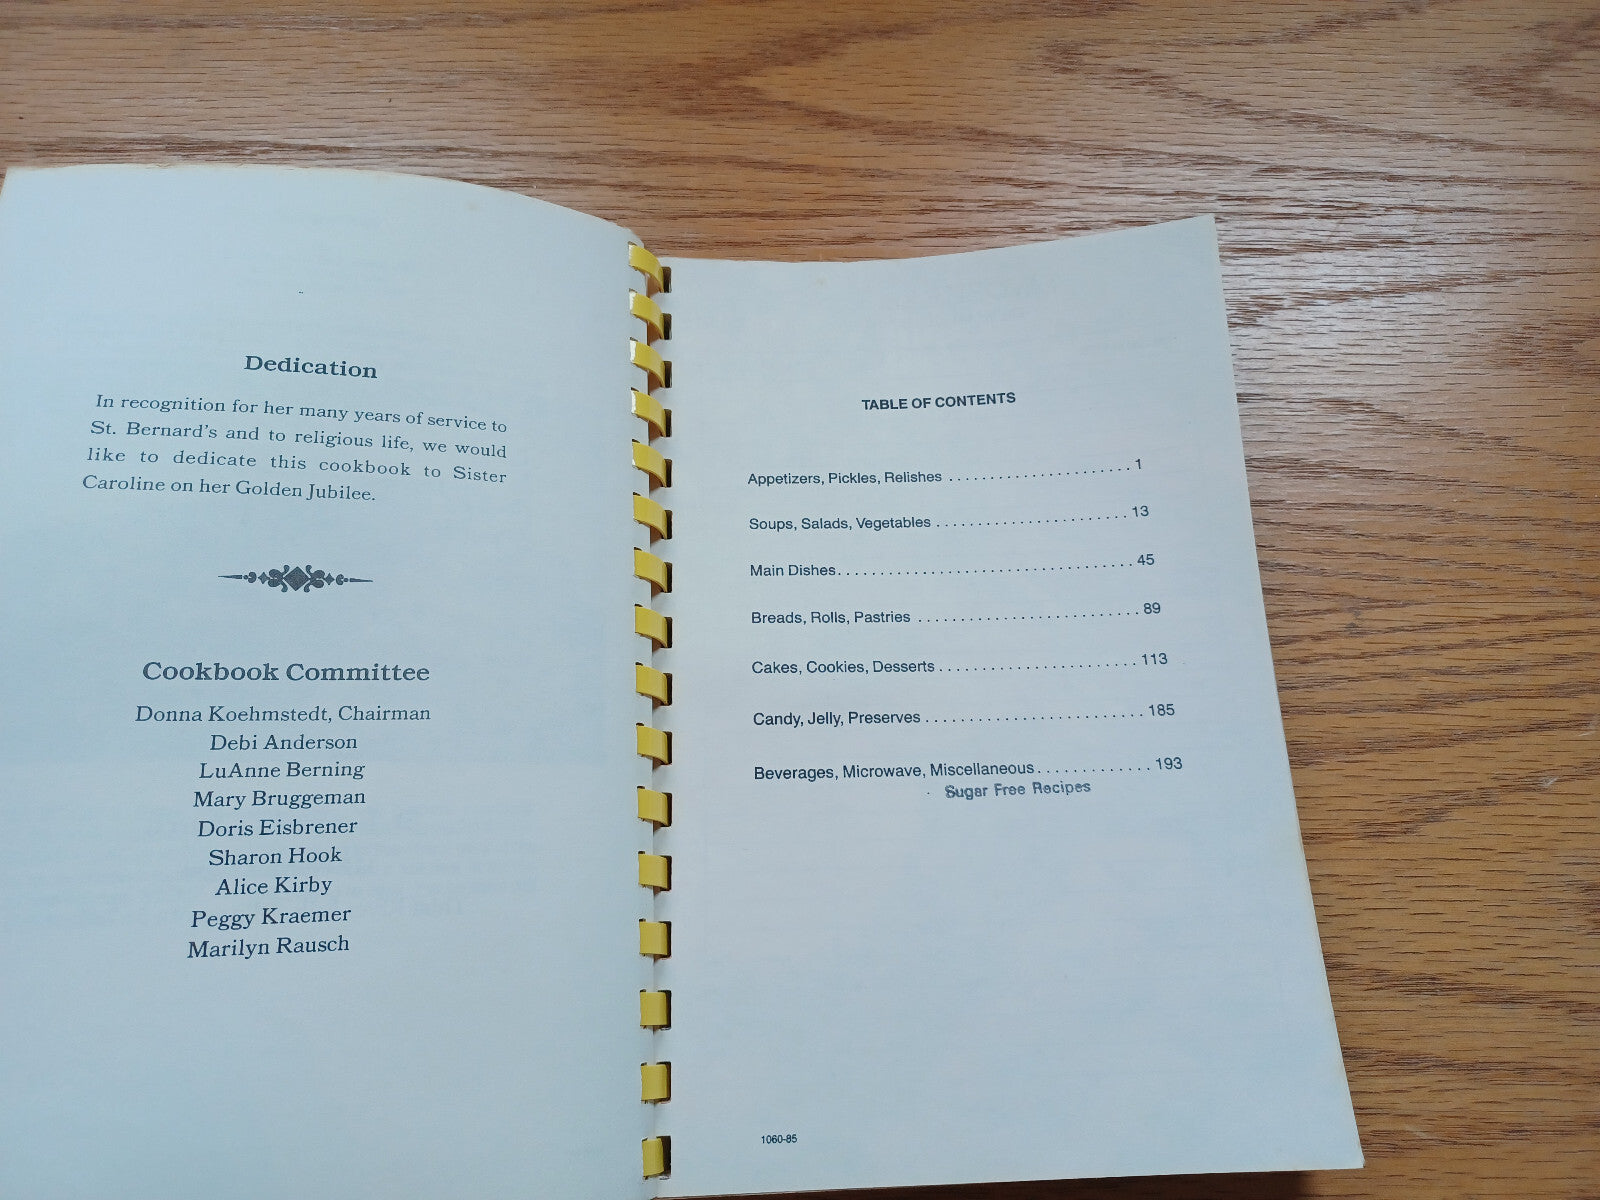 Dedication
In recognition for her many years of service to
St. Bernard's and to religious life, we would
like to dedicate this cookbook to Sister
Caroline on her Golden Jubilee.
Cookbook Committee
Donna Koehmstedt, Chairman
Debi Anderson
LuAnne Berning
Mary Bruggeman
Doris Eisbrener
Sharon Hook
Alice Kirby
Peggy Kraemer
Marilyn Rausch
TABLE OF CONTENTS
Appetizers, Pickles, Relishes . . . . . . . . . . . . . . . . . . . . . . . 1
Soups, Salads, Vegetables . . . . . . . . . . . . . . . . . . . . . . . . 13
Main Dishes. . . . . . . . . . . . . . . . . . . . . . . . . . . . . . . . . . . . 45
Breads, Rolls, Pastries . . . . . . . . . . . . . . . . . . . . . . . . . . . 89
Cakes, Cookies, Desserts . . . . . . . . . . . . . . . . . . . . . . . . 113
Candy, Jelly, Preserves . . . . . . . . . . . . . . . . . . . . . . . . . . 185
Beverages, Microwave, Miscellaneous. . . . . . . . . . . . . . 193
Sugar Free Recipes
1060-85